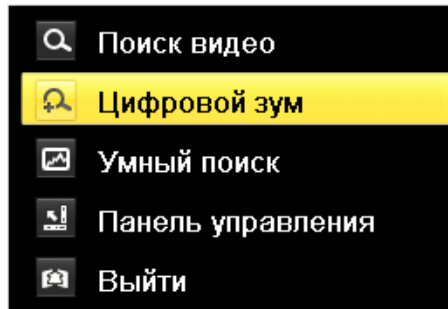 Поиск видео
Цифровой зум
Умный поиск
Панель управления
Выйти